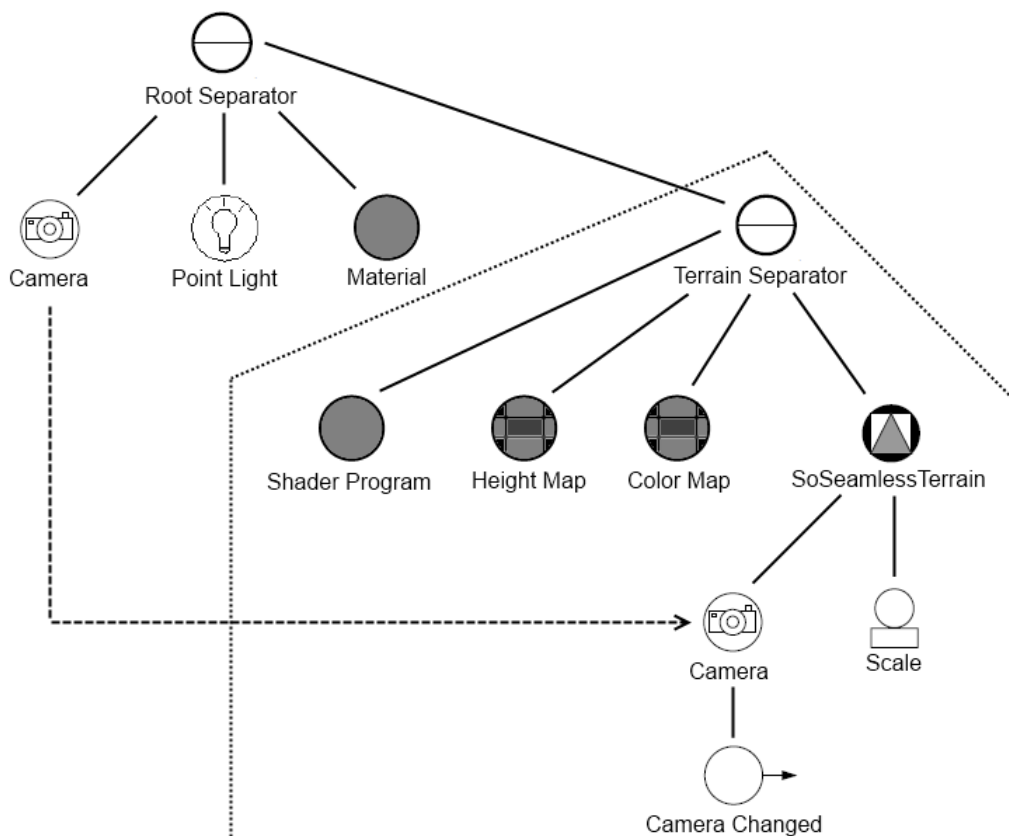 Root Separator
Camera
Point Light
Material
Terrain Separator
Shader Program
Height Map
Color Map
SoSeamlessTerrain
Camera
Scale
Camera Changed